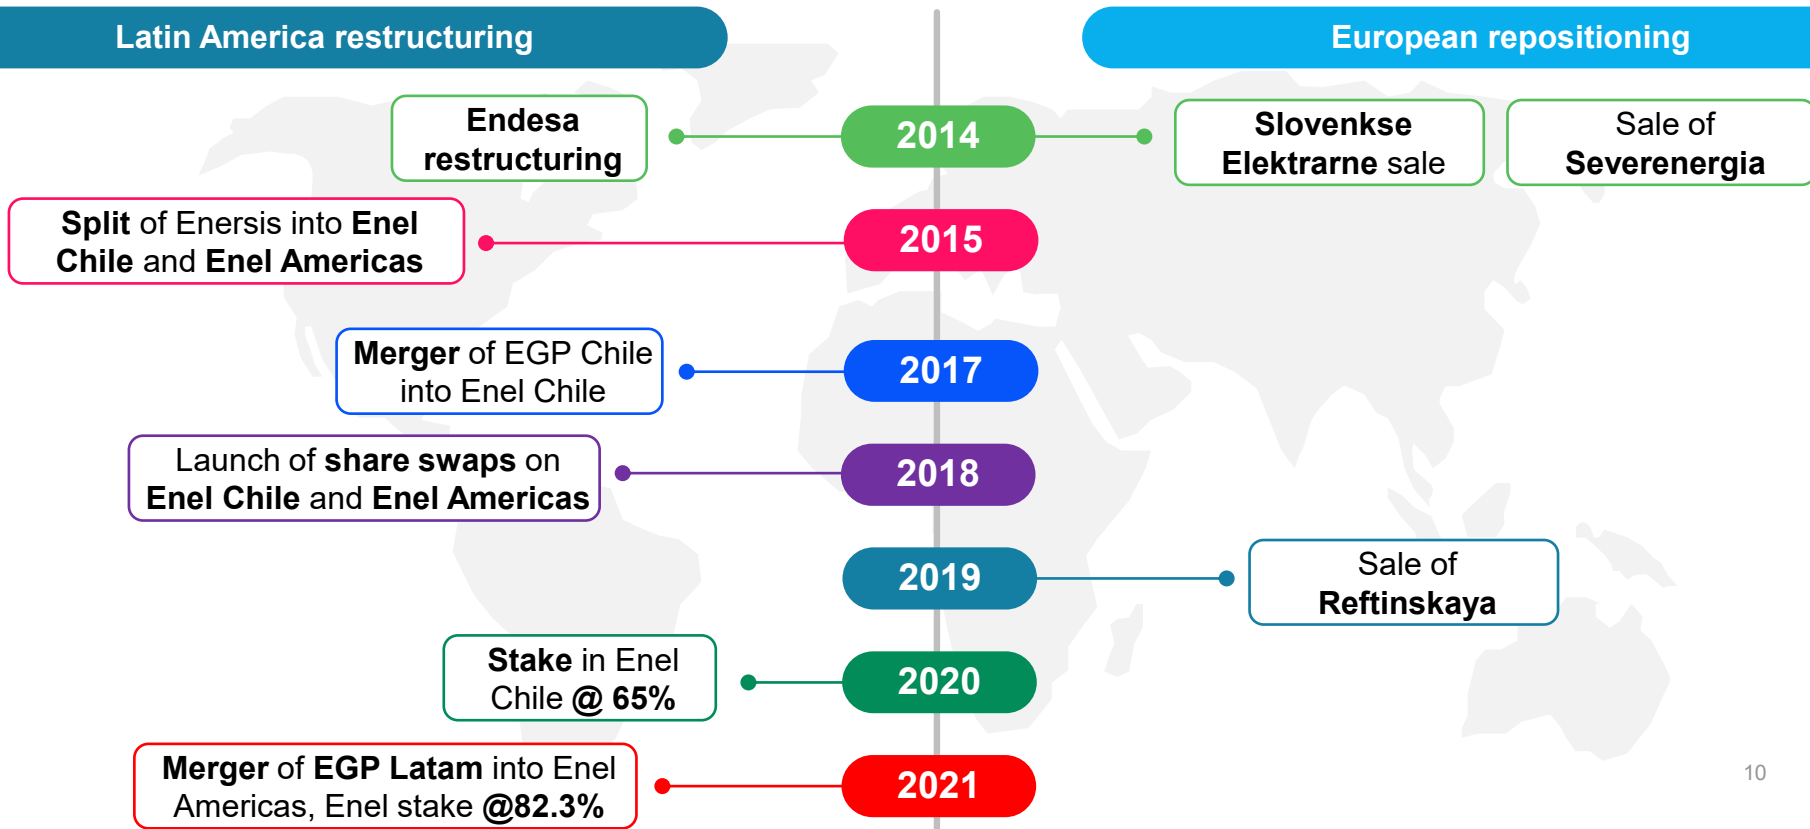 Latin America restructuring
European repositioning
Endesa
restructuring
2014
Slovenkse
Elektrarne sale
Sale of
Severenergia
Split of Enersis into Enel
Chile and Enel Americas
2015
Merger of EGP Chile
into Enel Chile
2017
Launch of share swaps on
Enel Chile and Enel Americas
2018
2019
Sale of
Reftinskaya
Stake in Enel
Chile @ 65%
2020
Merger of EGP Latam into Enel
Americas, Enel stake @82.3%
2021
10